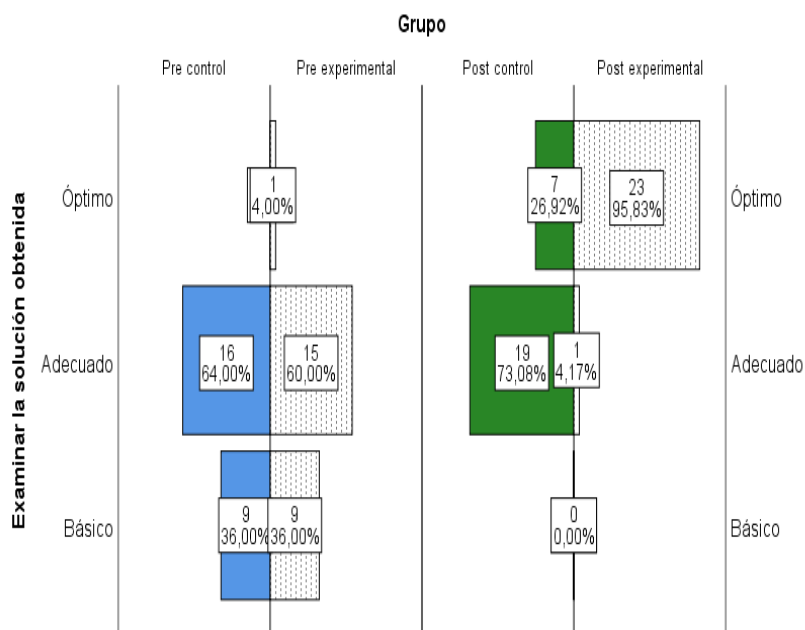 Grupo
Pre control
Pre experimental
Post control
Post experimental
Examinar la solución obtenida
Óptimo
1
4,00%
7
26,92%
23
95,83%
Óptimo
Adecuado
16
64,00%
15
60,00%
19
73,08%
1
4,17%
Adecuado
Básico
9
36,00%
9
36,00%
0
0,00%
Básico